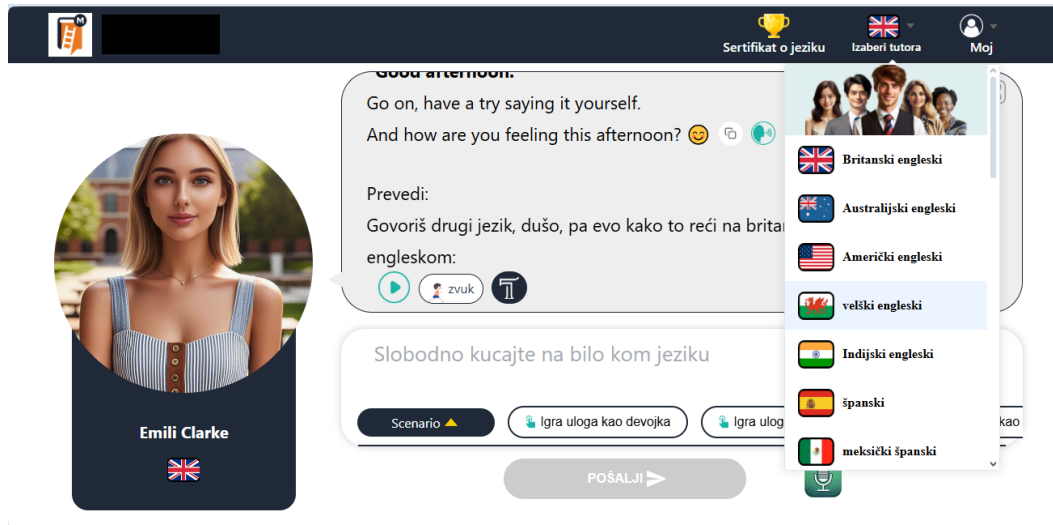 M
Sertifikat o jeziku
Izaberi tutora
Moj
Good afternoon.
Go on, have a try saying it yourself.
And how are you feeling this afternoon? 😊
Prevedi:
Govoriš drugi jezik, dušo, pa evo kako to reći na
engleskom:
zvuk
Slobodno kucajte na bilo kom jeziku
Scenario
Igra uloga kao devojka
Igra
kao
POŠALJI
Emili Clarke
Britanski engleski
Australijski engleski
Američki engleski
velški engleski
Indijski engleski
španski
meksički španski